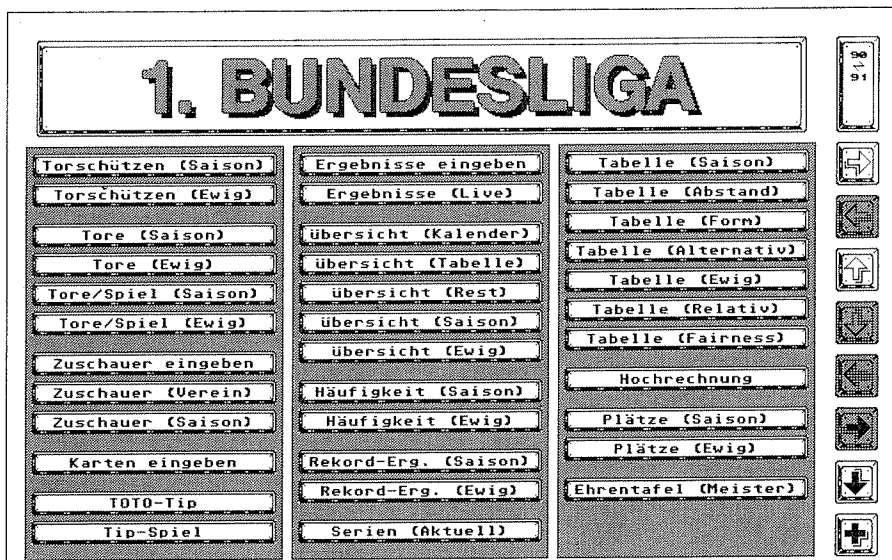 1. BUNDESLIGA
90
91
Torschützen (Saison)
Torschützen (Ewig)
Tore (Saison)
Tore (Ewig)
Tore/Spiel (Saison)
Tore/Spiel (Ewig)
Zuschauer eingeben
Zuschauer (Verein)
Zuschauer (Saison)
Karten eingeben
TOTO-Tip
Tip-Spiel
Ergebnisse eingeben
Ergebnisse (Live)
übersicht (Kalender)
übersicht (Tabelle)
übersicht (Rest)
übersicht (Saison)
übersicht (Ewig)
Häufigkeit (Saison)
Häufigkeit (Ewig)
Rekord-Erg. (Saison)
Rekord-Erg. (Ewig)
Serien (Aktuell)
Tabelle (Saison)
Tabelle (Abstand)
Tabelle (Form)
Tabelle (Alternativ)
Tabelle (Ewig)
Tabelle (Relativ)
Tabelle (Fairness)
Hochrechnung
Plätze (Saison)
Plätze (Ewig)
Ehrentafel (Meister)